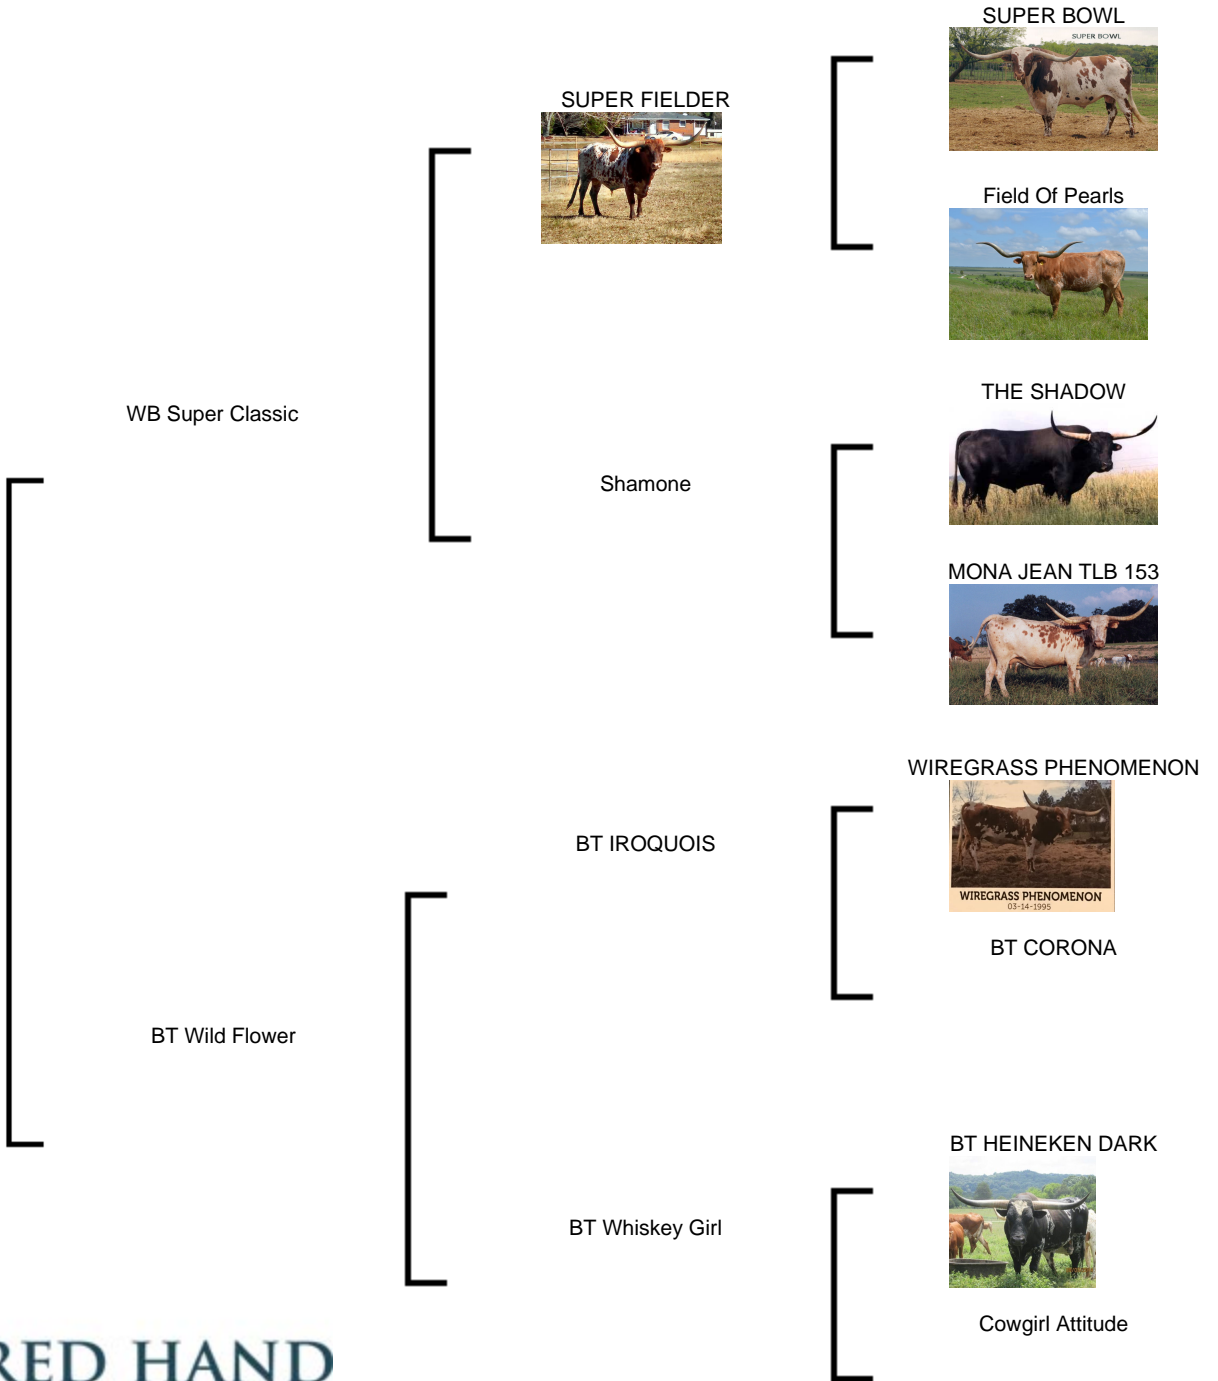 SUPER BOWL
SUPER BOWL
SUPER FIELDER
Field Of Pearls
THE SHADOW
WB Super Classic
Shamone
MONA JEAN TLB 153
WIREGRASS PHENOMENON
BT IROQUOIS
WIREGRASS PHENOMENON
03-14-1995
BT CORONA
BT Wild Flower
BT HEINEKEN DARK
BT Whiskey Girl
Cowgirl Attitude
RED HAND